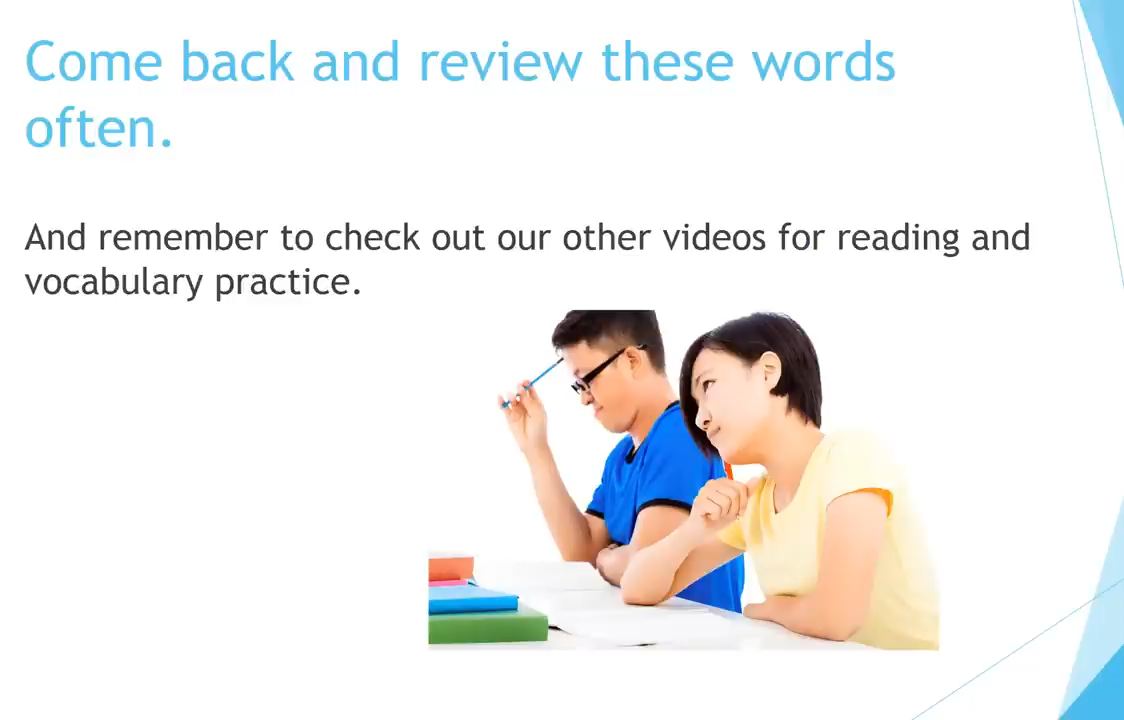 Come back and review these words
often.
And remember to check out our other videos for reading and
vocabulary practice.